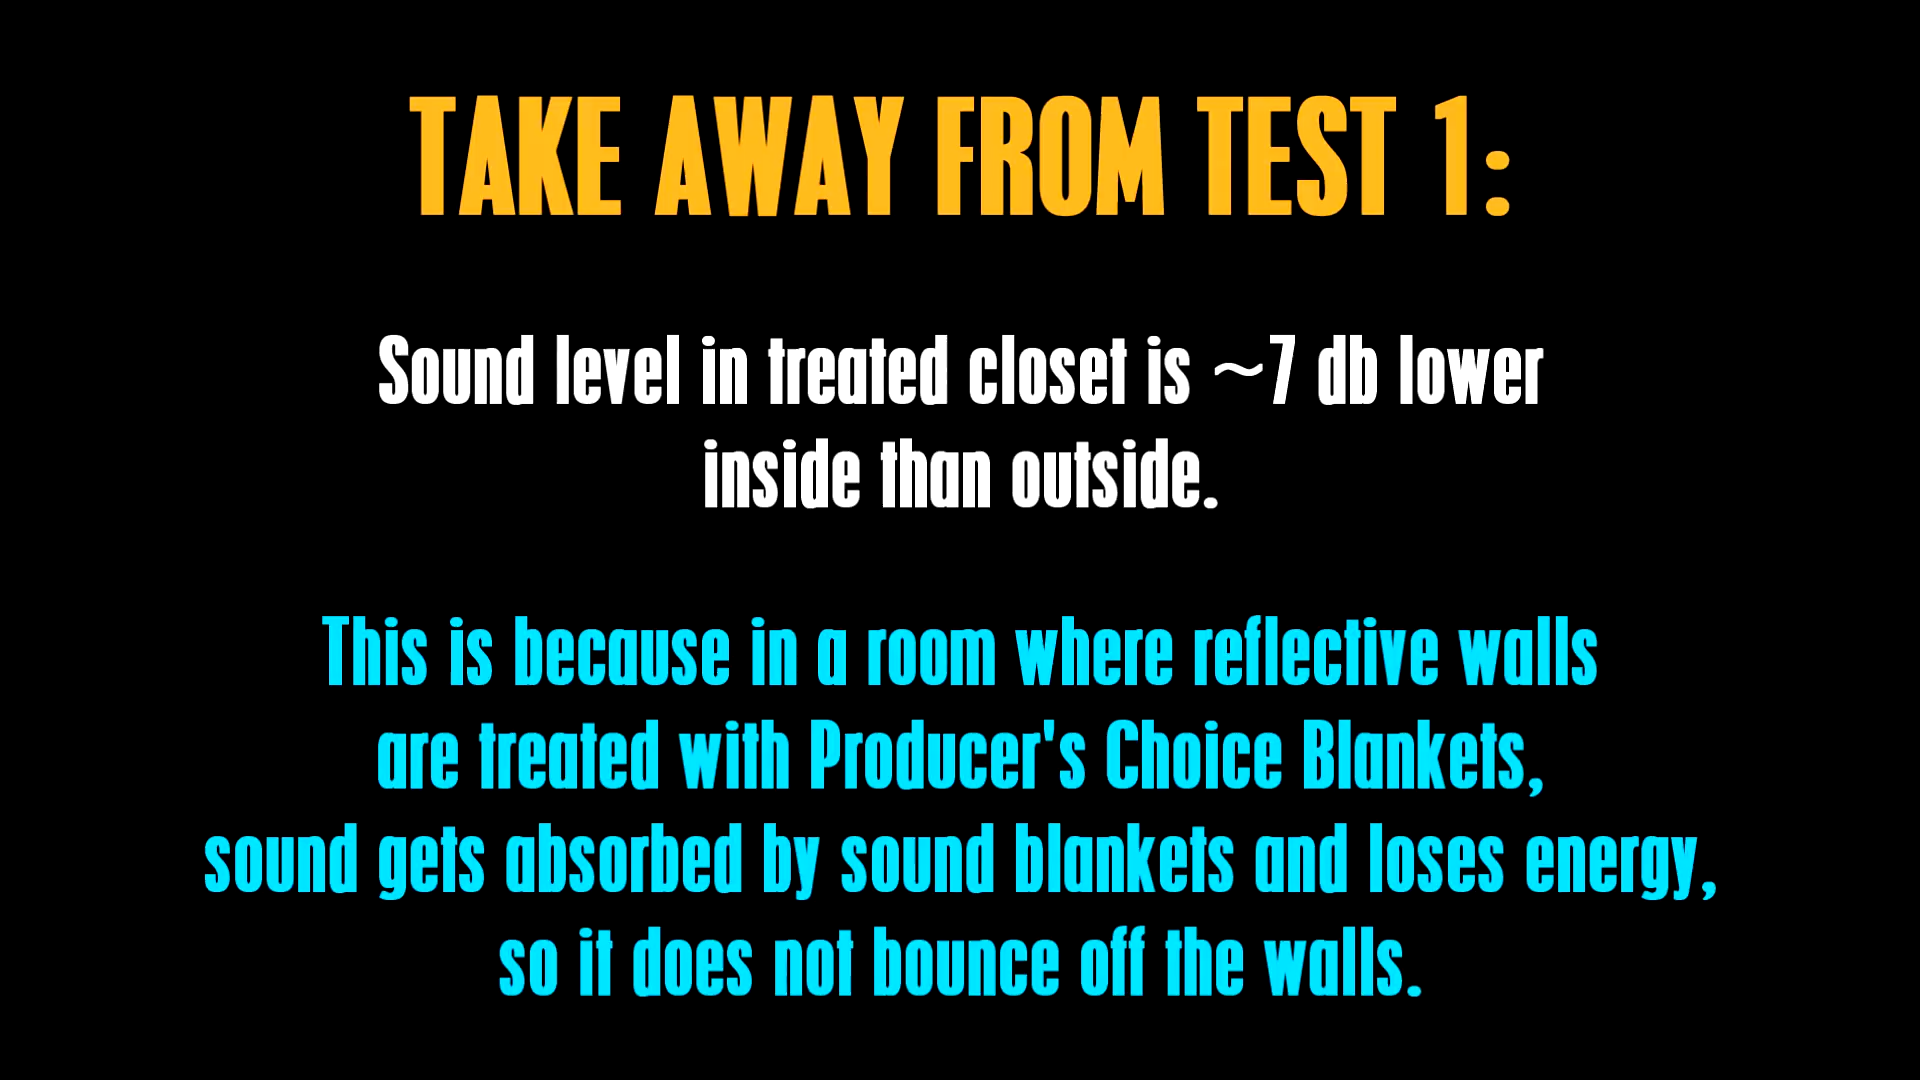 TAKE AWAY FROM TEST 1:
Sound level in treated closet is ~7 db lower
inside than outside.
This is because in a room where reflective walls
are treated with Producer's Choice Blankets,
sound gets absorbed by sound blankets and loses energy,
so it does not bounce off the walls.